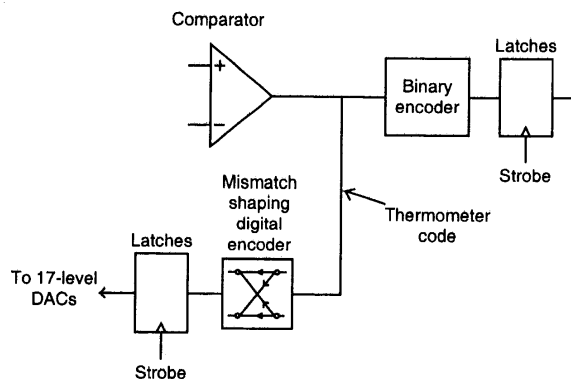 Comparator
+
−
Binary
encoder
Latches
Strobe
Thermometer
code
Mismatch
shaping
digital
encoder
Latches
To 17-level
DACs
Strobe